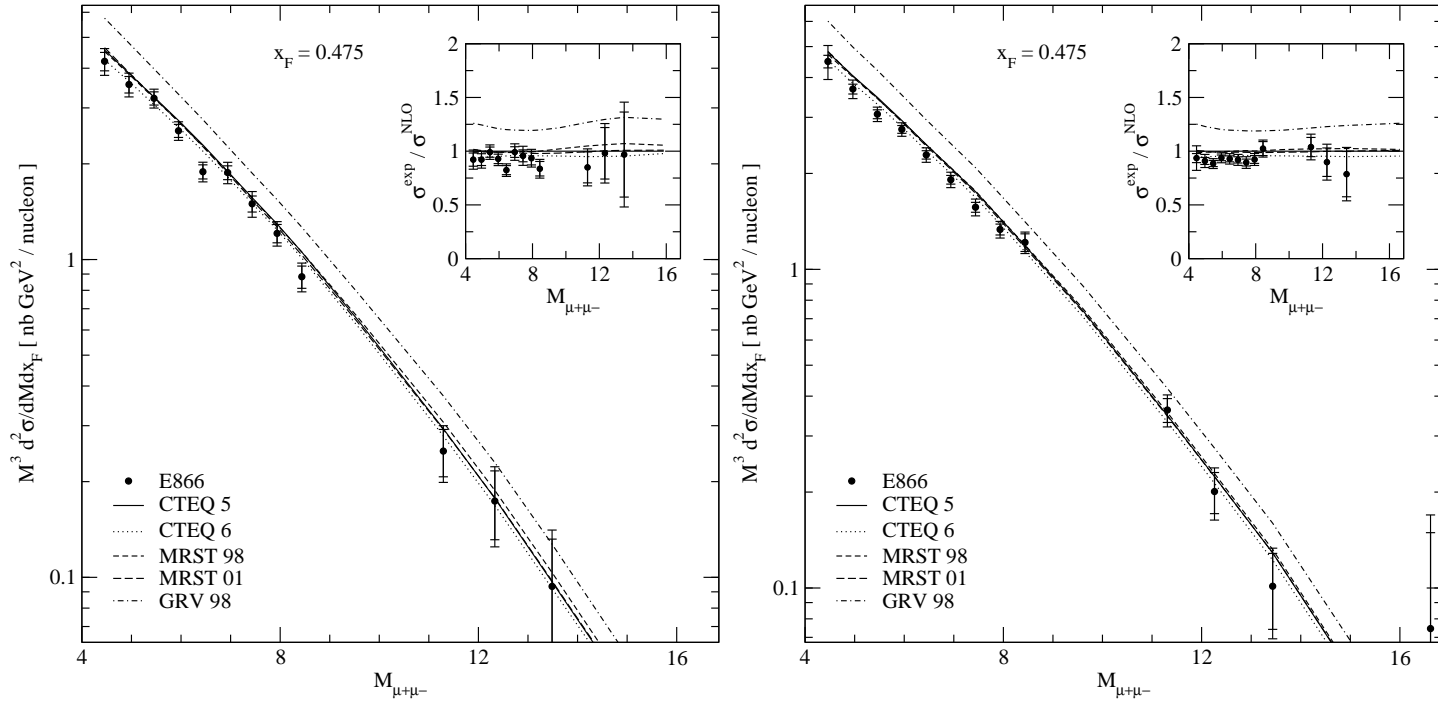 x_F = 0.475
2
1.5
1
0.5
0
σ^exp / σ^NLO
4 8 12 16
M_μ+μ−
1
0.1
M^3 d^2σ/dMdx_F [ nb GeV^2 / nucleon ]
E866
CTEQ 5
CTEQ 6
MRST 98
MRST 01
GRV 98
4 8 12 16
M_μ+μ−
x_F = 0.475
2
1.5
1
0.5
0
σ^exp / σ^NLO
4 8 12 16
M_μ+μ−
1
0.1
M^3 d^2σ/dMdx_F [ nb GeV^2 / nucleon ]
E866
CTEQ 5
CTEQ 6
MRST 98
MRST 01
GRV 98
4 8 12 16
M_μ+μ−